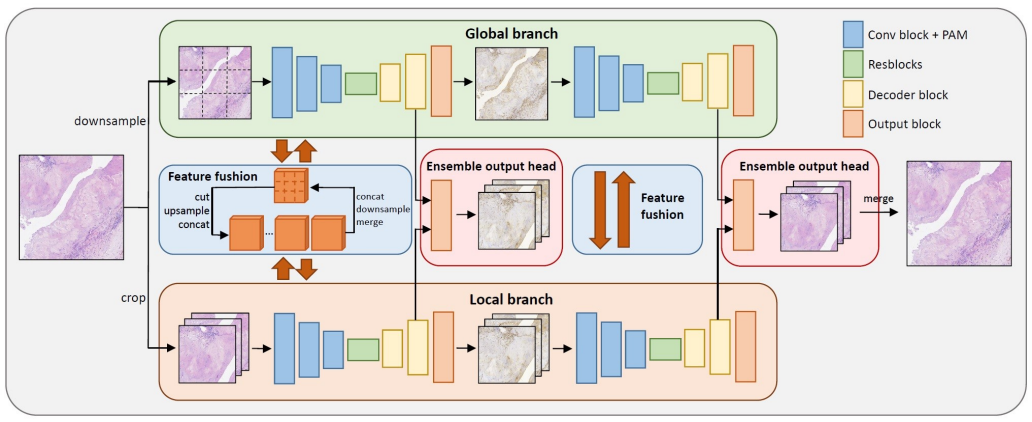 Global branch
Conv block + PAM
Resblocks
Decoder block
Output block
downsample
Feature fushion
cut
upsample
concat
...
concat
downsample
merge
Ensemble output head
Feature
fushion
Ensemble output head
merge
crop
Local branch